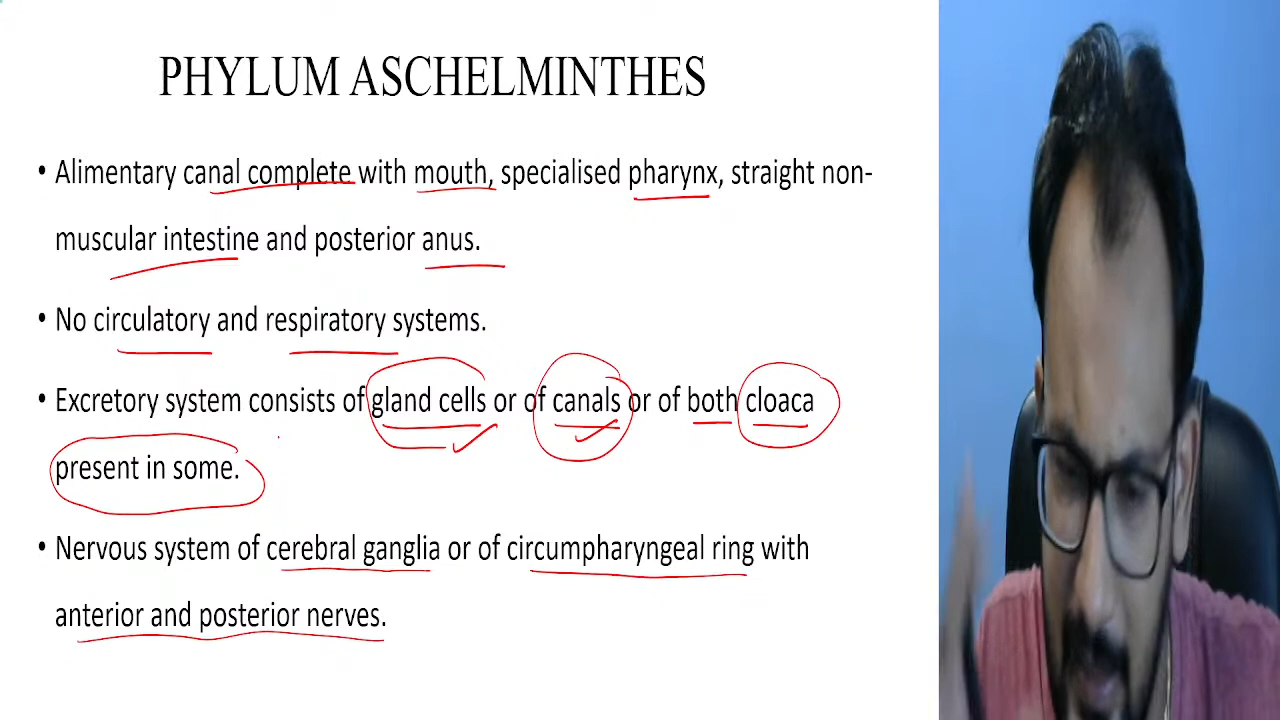 PHYLUM ASCHELMINTHES
• Alimentary canal complete with mouth, specialised pharynx, straight non-
muscular intestine and posterior anus.
• No circulatory and respiratory systems.
• Excretory system consists of gland cells or of canals or of both cloaca
present in some.
• Nervous system of cerebral ganglia or of circumpharyngeal ring with
anterior and posterior nerves.